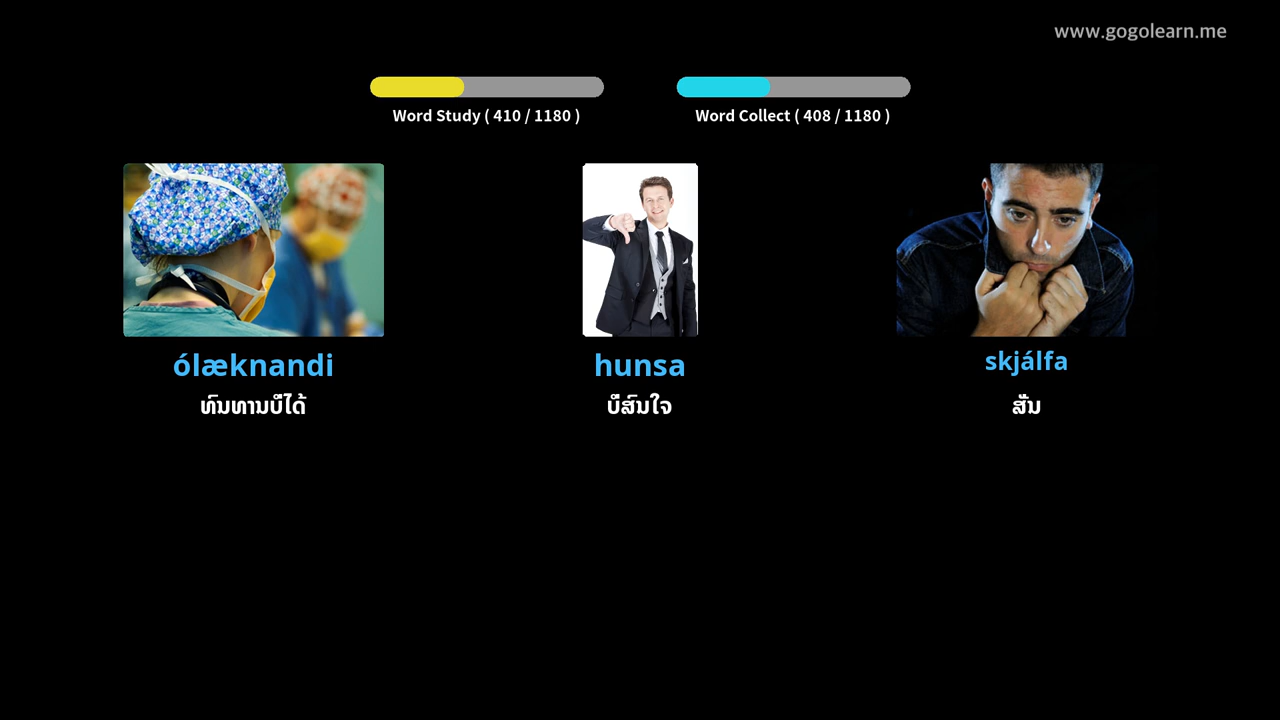 www.gogolearn.me
Word Study ( 410 / 1180 )
Word Collect ( 408 / 1180 )
ólæknandi
hunsa
skjálfa
ທົນທານບໍ່ໄດ້
ບໍ່ສົນໃຈ
ສັ່ນ